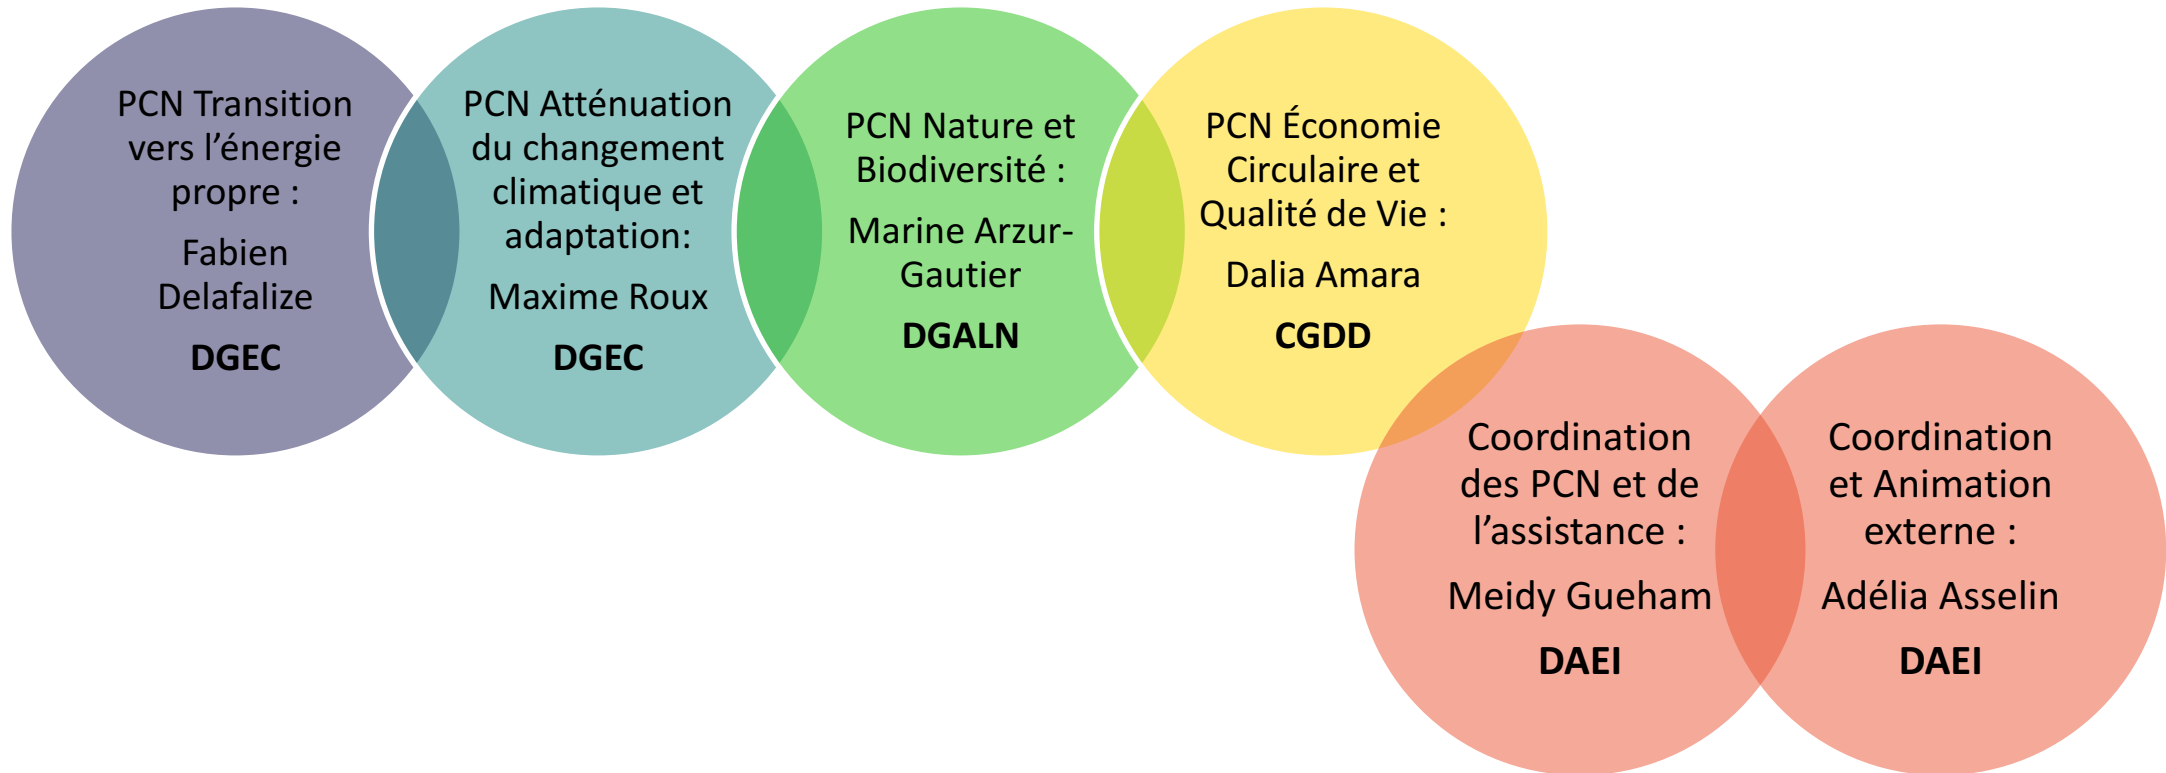 PCN Transition
vers l’énergie
propre :
Fabien
Delafalize
DGEC
PCN Atténuation
du changement
climatique et
adaptation:
Maxime Roux
DGEC
PCN Nature et
Biodiversité :
Marine Arzur-
Gautier
DGALN
PCN Économie
Circulaire et
Qualité de Vie :
Dalia Amara
CGDD
Coordination
des PCN et de
l’assistance :
Meidy Gueham
DAEI
Coordination
et Animation
externe :
Adélia Asselin
DAEI